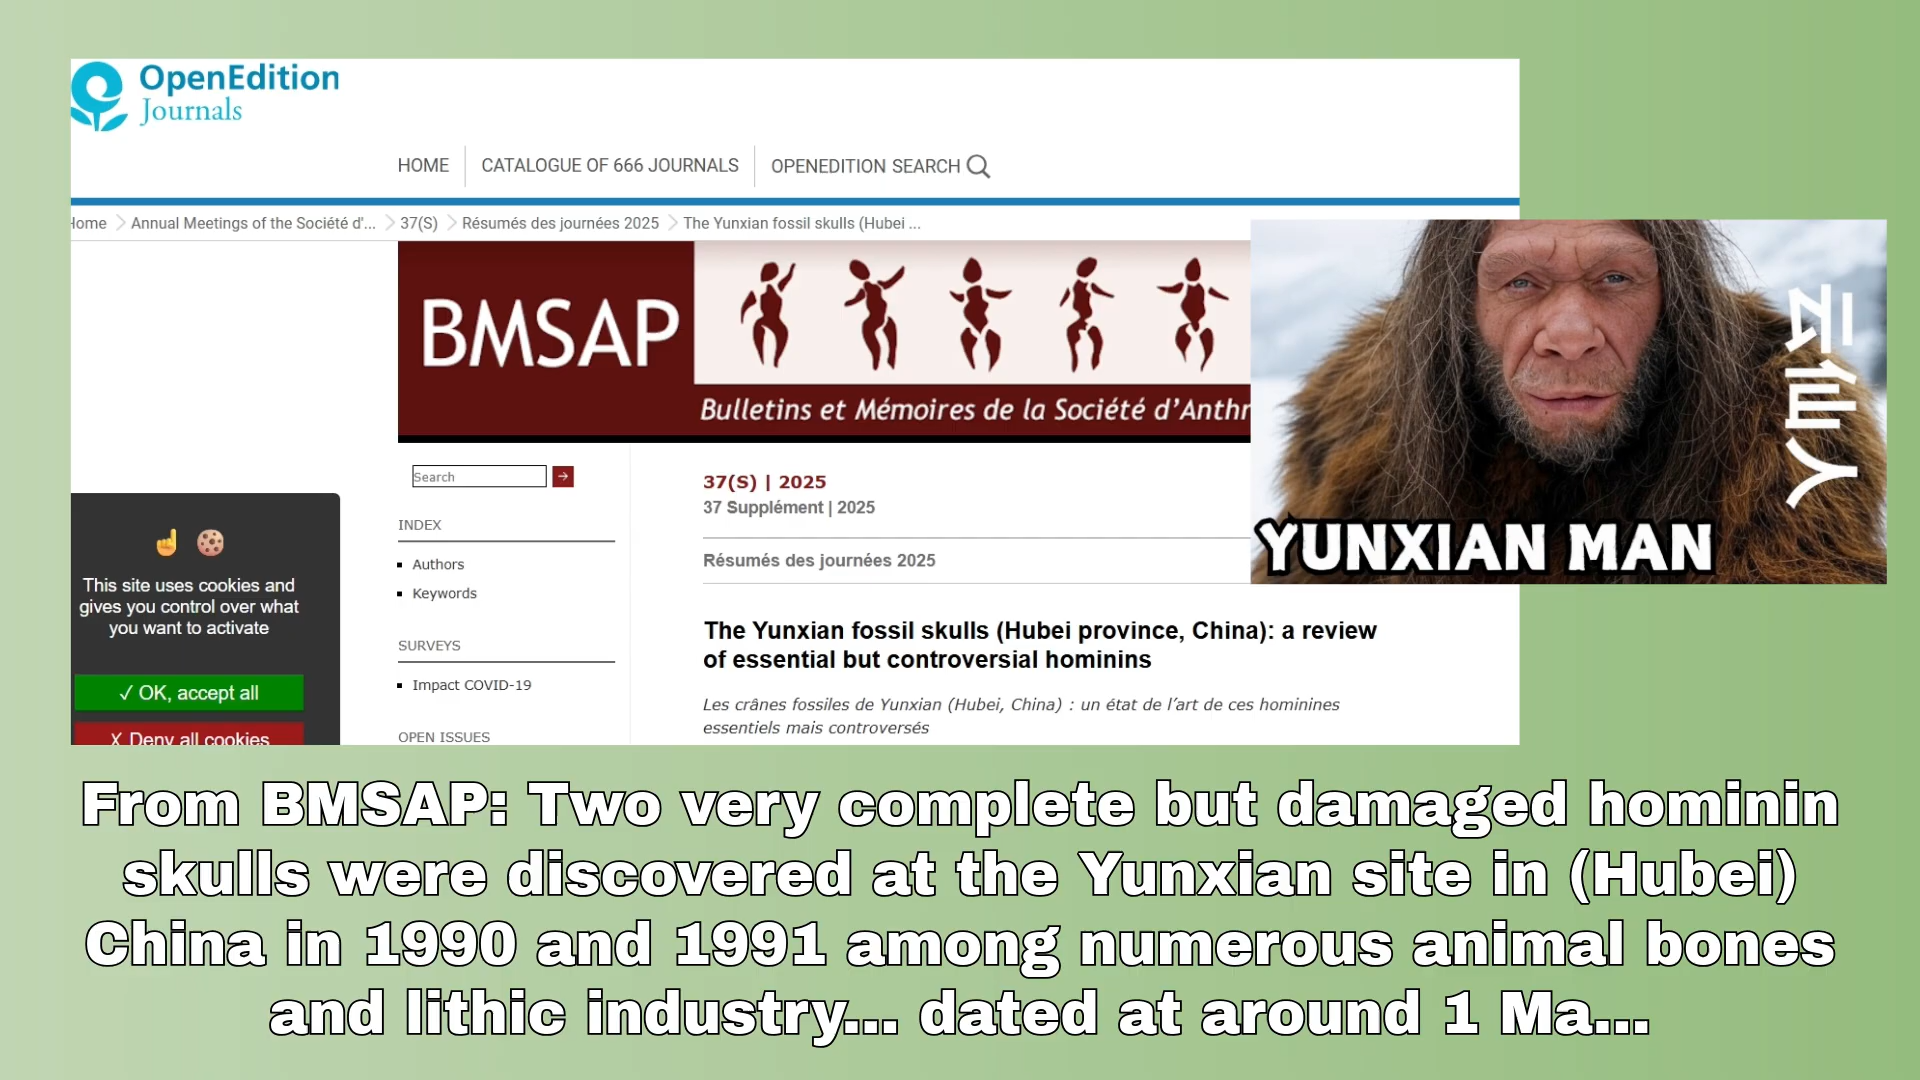 OpenEdition
Journals
HOME
CATALOGUE OF 666 JOURNALS
OPENEDITION SEARCH
Home
Annual Meetings of the Société d'...
37(S)
Résumés des journées 2025
The Yunxian fossil skulls (Hubei ...
BMSAP
Bulletins et Mémoires de la Société d'Anthr
Search
37(S) | 2025
37 Supplément | 2025
Résumés des journées 2025
INDEX
Authors
Keywords
SURVEYS
Impact COVID-19
OPEN ISSUES
This site uses cookies and
gives you control over what
you want to activate
✓ OK, accept all
✗ Deny all cookies
The Yunxian fossil skulls (Hubei province, China): a review
of essential but controversial hominins
Les crânes fossiles de Yunxian (Hubei, China) : un état de l'art de ces hominines
essentiels mais controversés
YUNXIAN MAN
From BMSAP: Two very complete but damaged hominin
skulls were discovered at the Yunxian site in (Hubei)
China in 1990 and 1991 among numerous animal bones
and lithic industry... dated at around 1 Ma...